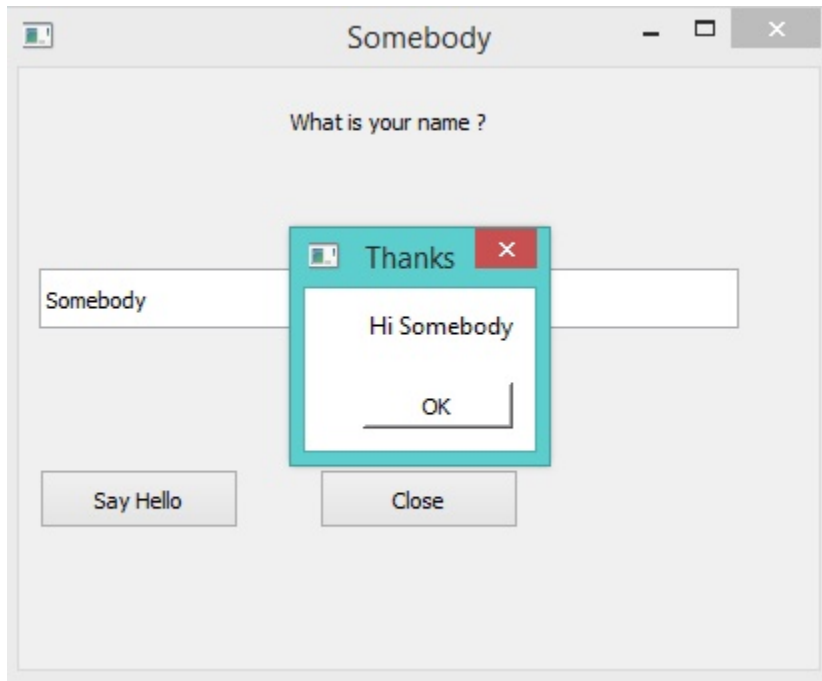 Somebody
What is your name ?
Thanks
Somebody
Hi Somebody
OK
Say Hello
Close